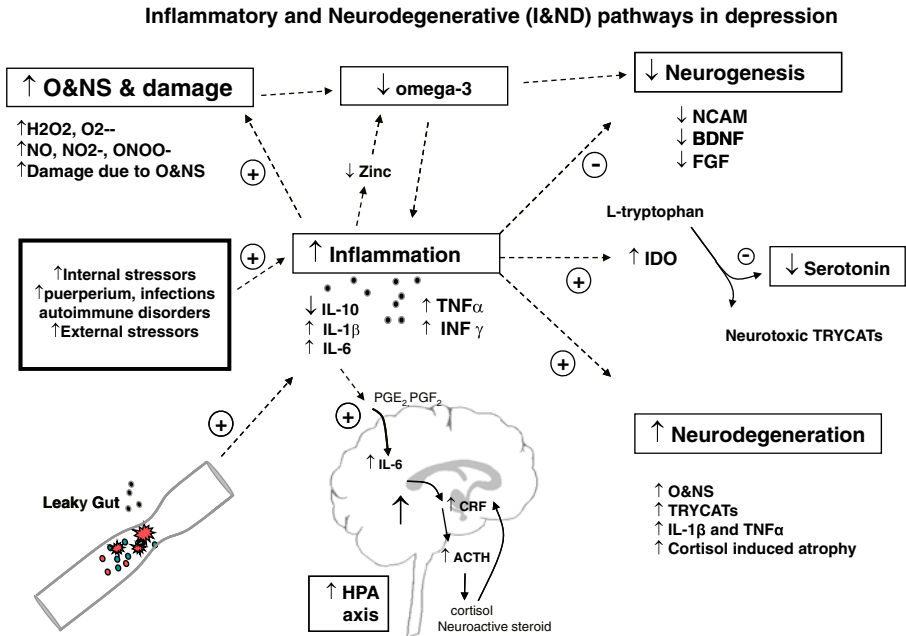 Inflammatory and Neurodegenerative (I&ND) pathways in depression
↑ O&NS & damage
↑H2O2, O2--
↑NO, NO2-, ONOO-
↑Damage due to O&NS
↓ omega-3
↓ Neurogenesis
↓ NCAM
↓ BDNF
↓ FGF
+
↓ Zinc
-
L-tryptophan
↑Internal stressors
↑puerperium, infections
autoimmune disorders
↑External stressors
+
↑ Inflammation
↓ IL-10
↑ IL-1β
↑ IL-6
↑ TNFα
↑ INF γ
+
↑ IDO
-
↓ Serotonin
Neurotoxic TRYCATs
+
+
Leaky Gut
+
PGE2,PGF2
↑ IL-6
↑
↑ CRF
↑ ACTH
cortisol
Neuroactive steroid
↑ HPA
axis
↑ Neurodegeneration
↑ O&NS
↑ TRYCATs
↑ IL-1β and TNFα
↑ Cortisol induced atrophy